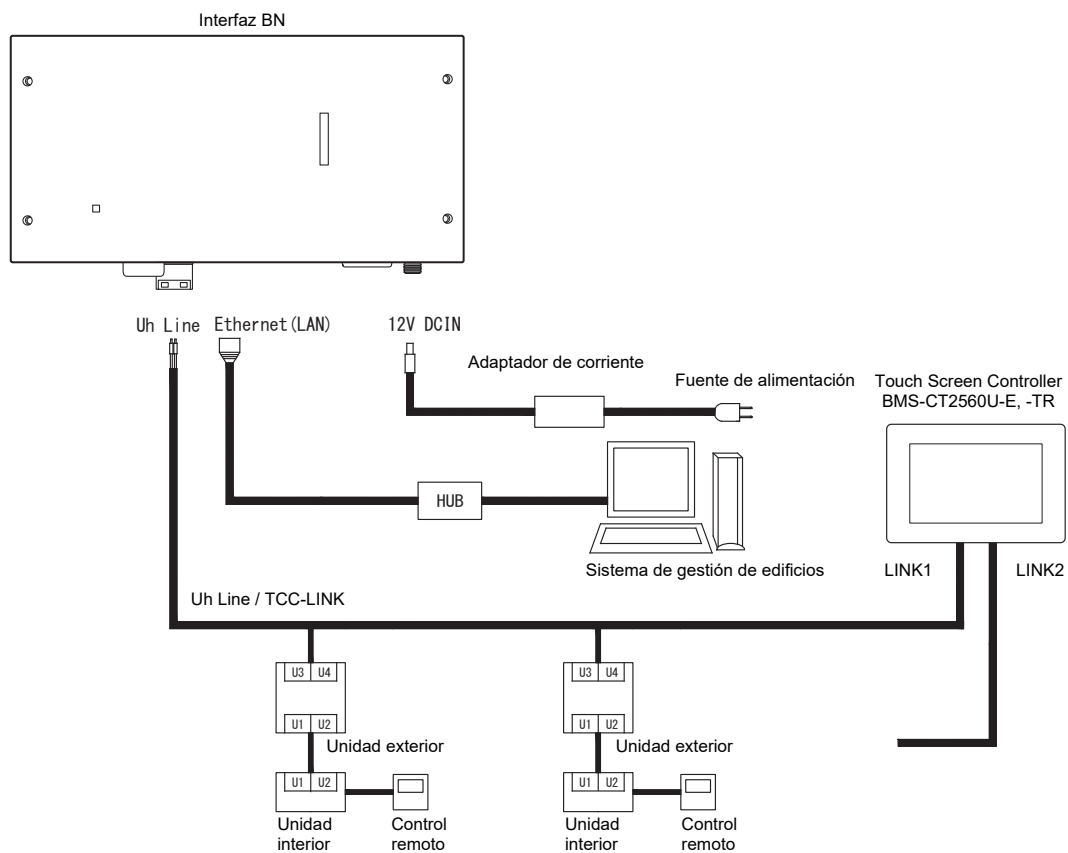 Interfaz BN
Uh Line
Ethernet(LAN)
12V DCIN
Adaptador de corriente
Fuente de alimentación
Touch Screen Controller
BMS-CT2560U-E, -TR
HUB
Sistema de gestión de edificios
LINK1
LINK2
Uh Line / TCC-LINK
U3 U4
U1 U2
Unidad exterior
U1 U2
Unidad
interior
Control
remoto
U3 U4
U1 U2
Unidad exterior
U1 U2
Unidad
interior
Control
remoto